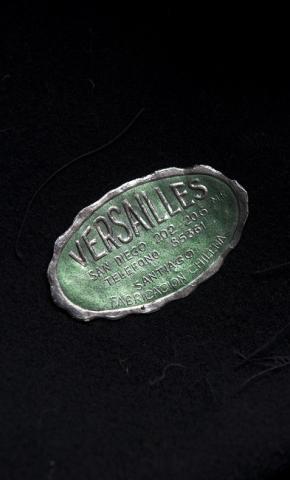 VERSAILLES
SAN DIEGO 202 206
TELEFONO 85361
SANTIAGO
FABRICACION CHILENA